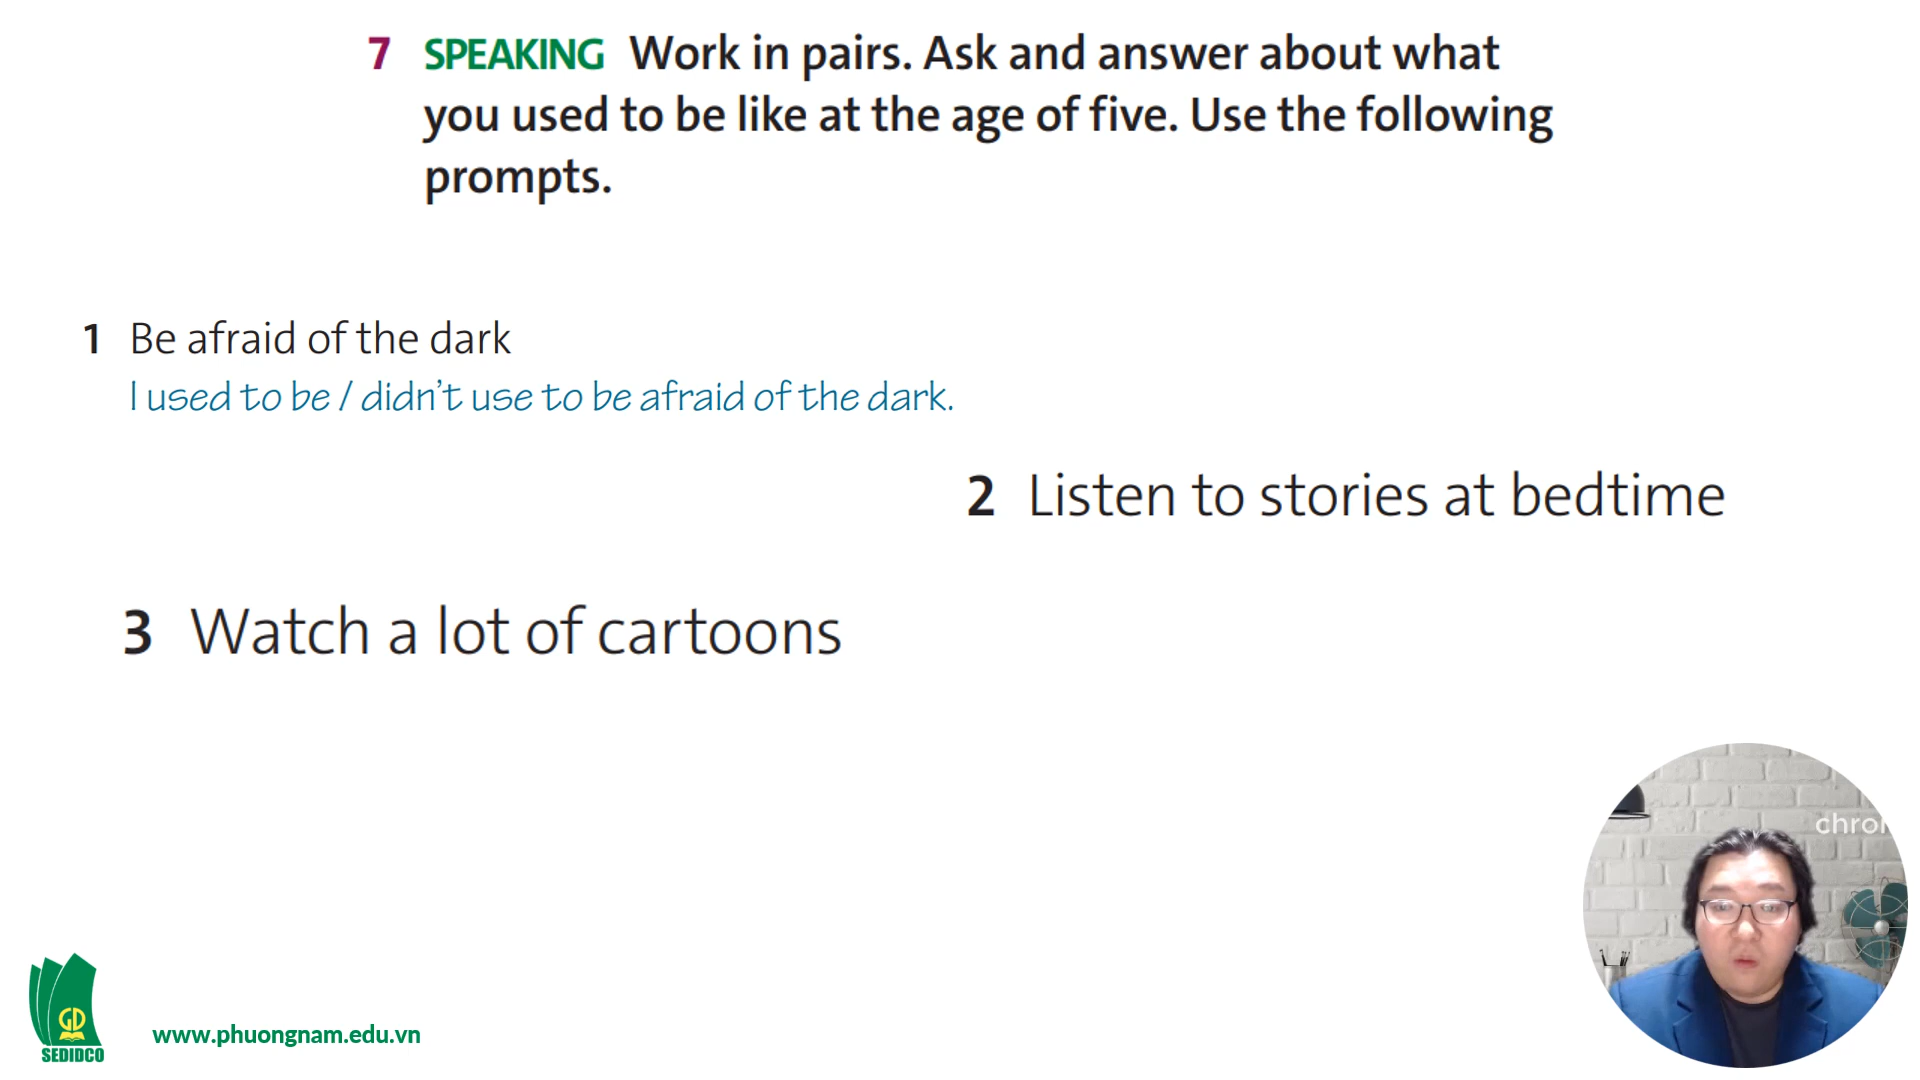 7 SPEAKING Work in pairs. Ask and answer about what
you used to be like at the age of five. Use the following
prompts.
1 Be afraid of the dark
I used to be / didn't use to be afraid of the dark.
2 Listen to stories at bedtime
3 Watch a lot of cartoons
chro
GD
SEDIDCO
www.phuongnam.edu.vn